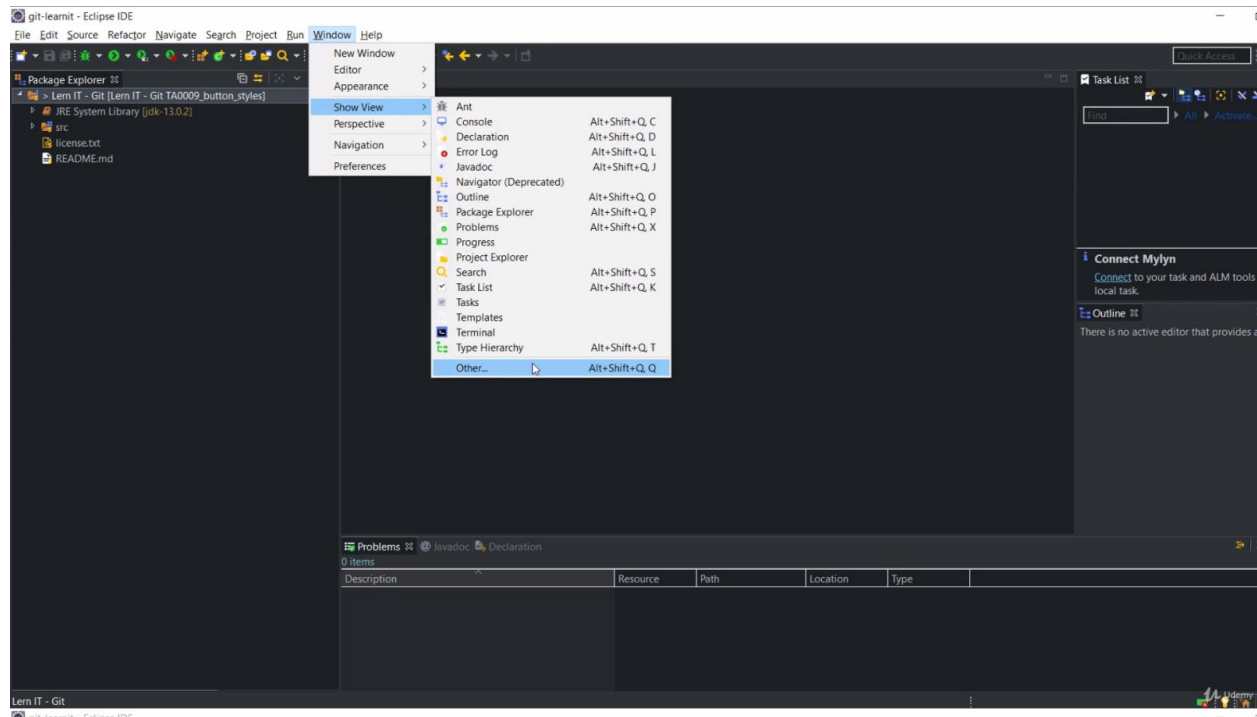 git-learnit - Eclipse IDE
File Edit Source Refactor Navigate Search Project Run Window Help
Quick Access
Package Explorer
> Lern IT - Git [Lern IT - Git TA0009_button_styles]
JRE System Library [jdk-13.0.2]
src
license.txt
README.md
New Window
Editor
Appearance
Show View
Perspective
Navigation
Preferences
Ant
Console Alt+Shift+Q, C
Declaration Alt+Shift+Q, D
Error Log Alt+Shift+Q, L
Javadoc Alt+Shift+Q, J
Navigator (Deprecated)
Outline Alt+Shift+Q, O
Package Explorer Alt+Shift+Q, P
Problems Alt+Shift+Q, X
Progress
Project Explorer
Search Alt+Shift+Q, S
Task List Alt+Shift+Q, K
Tasks
Templates
Terminal
Type Hierarchy Alt+Shift+Q, T
Other... Alt+Shift+Q, Q
Task List
Find All Activate...
Connect Mylyn
Connect to your task and ALM tools
local task.
Outline
There is no active editor that provides a
Problems @ Javadoc Declaration
0 items
Description Resource Path Location Type
Lern IT - Git
Udemy